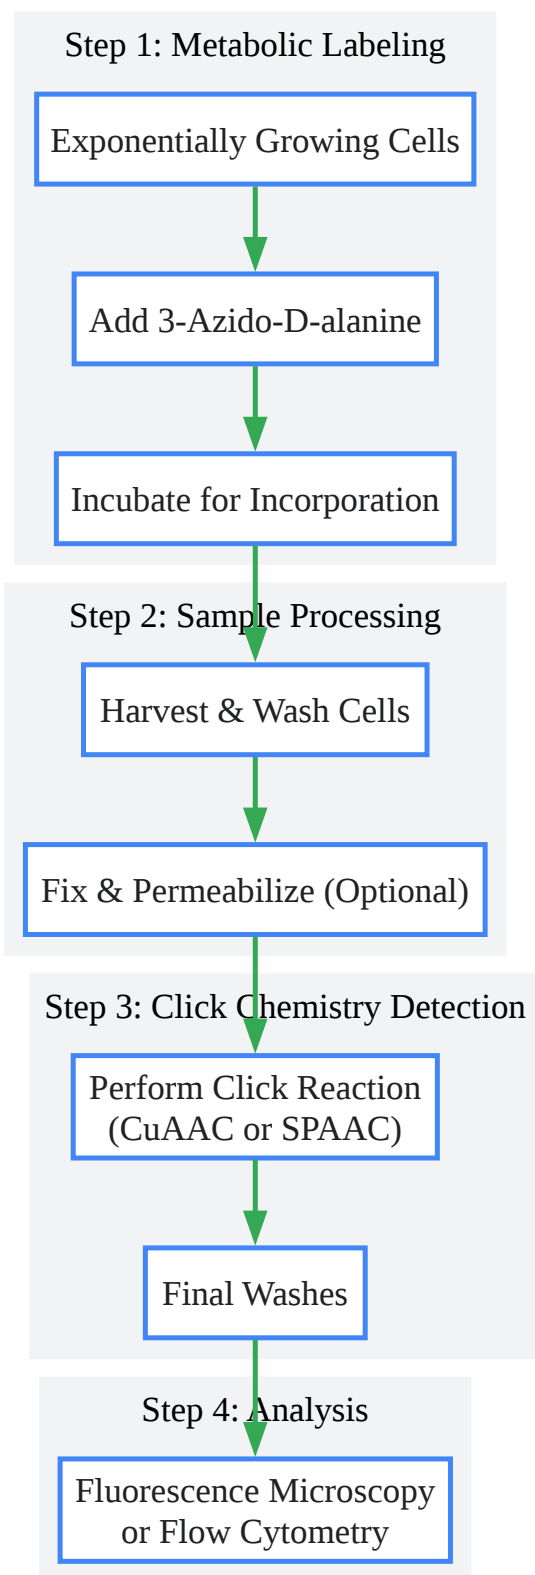 Step 1: Metabolic Labeling
Exponentially Growing Cells
Add 3-Azido-D-alanine
Incubate for Incorporation
Step 2: Sample Processing
Harvest & Wash Cells
Fix & Permeabilize (Optional)
Step 3: Click Chemistry Detection
Perform Click Reaction
(CuAAC or SPAAC)
Final Washes
Step 4: Analysis
Fluorescence Microscopy
or Flow Cytometry